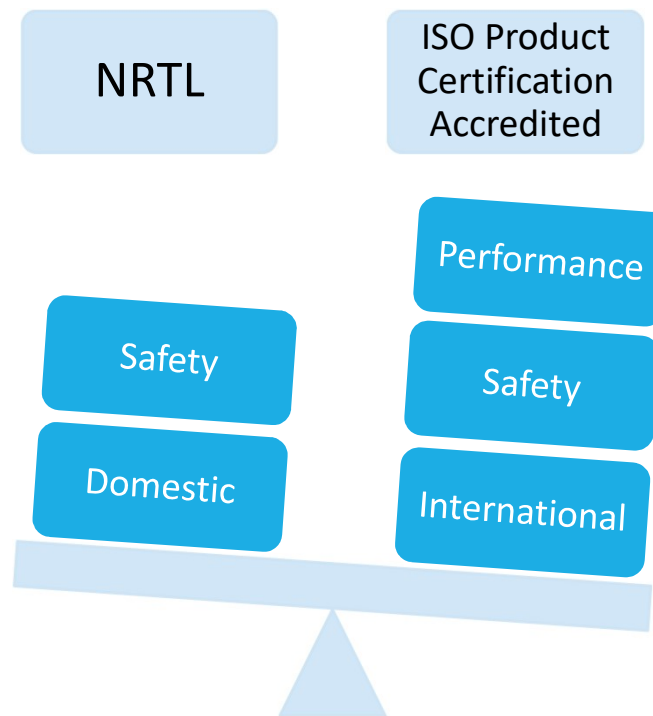 NRTL
ISO Product
Certification
Accredited
Safety
Domestic
Performance
Safety
International